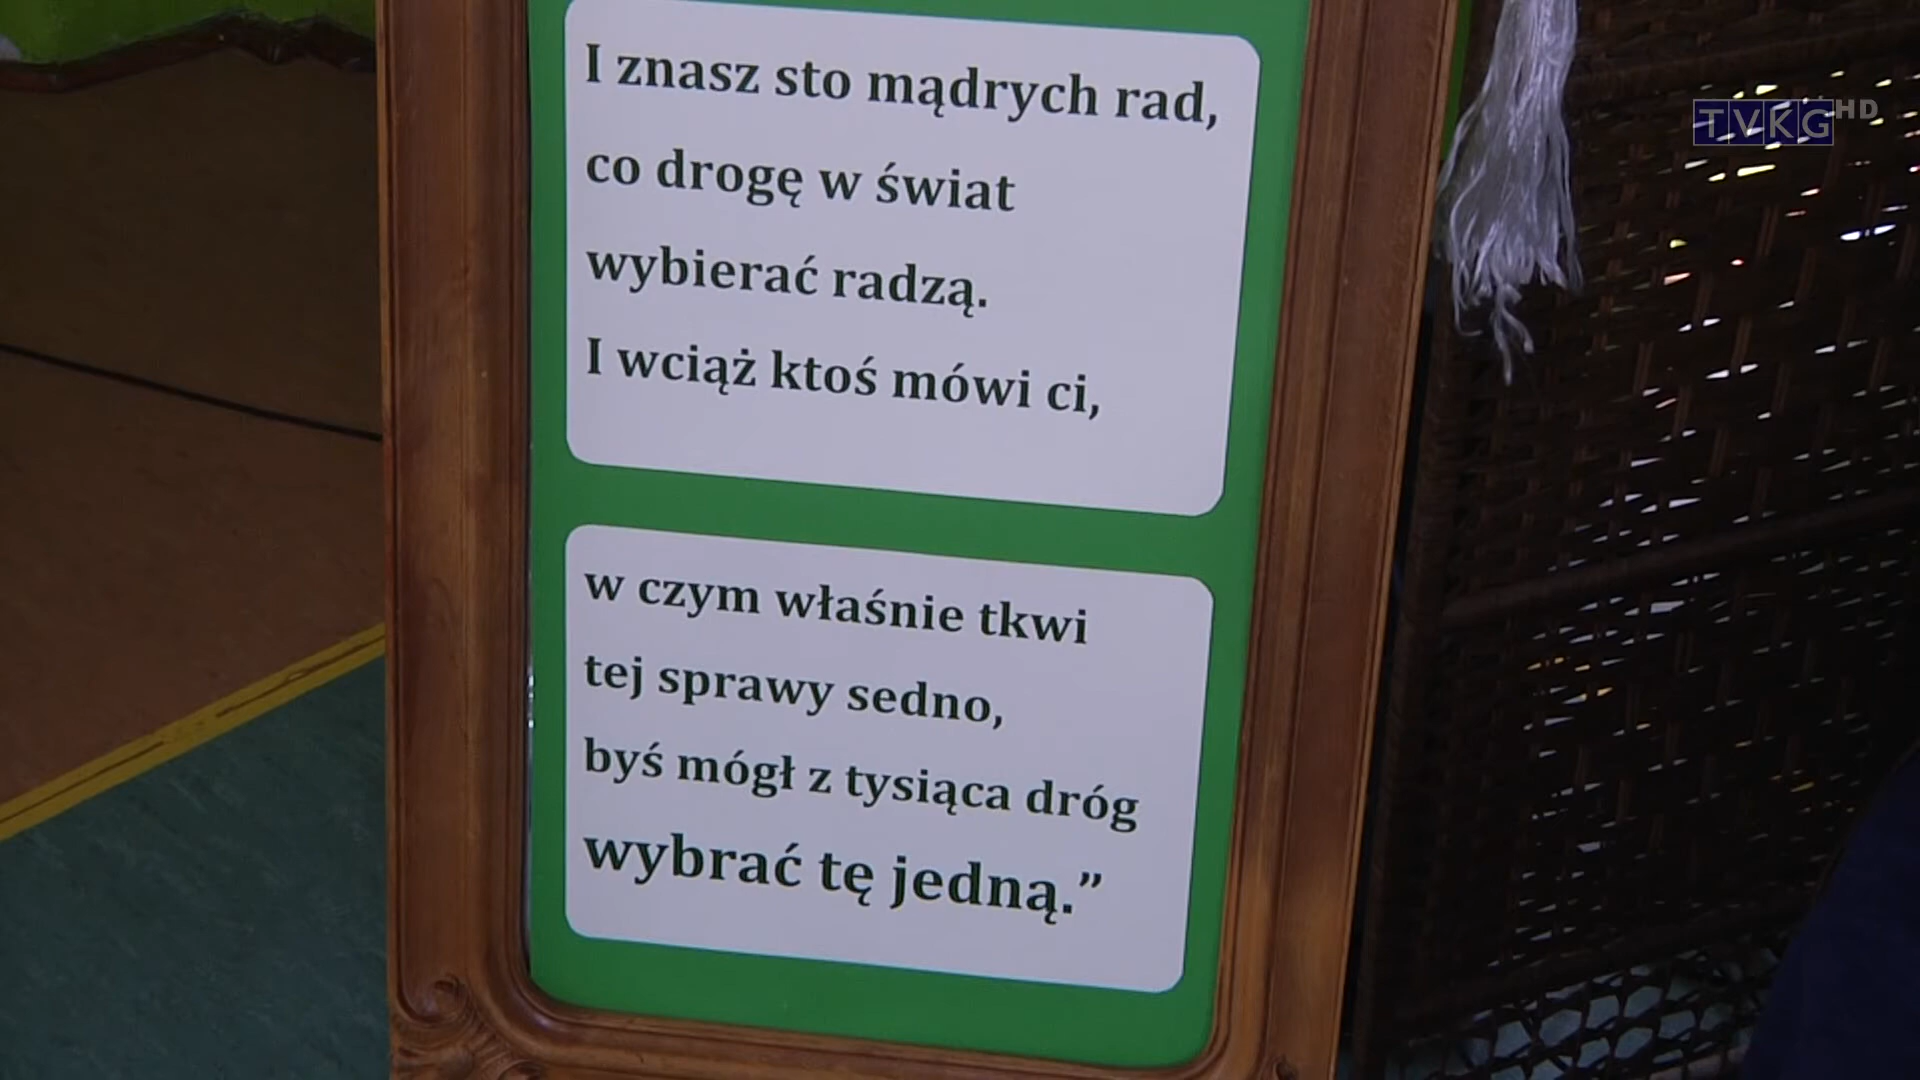 I znasz sto mądrych rad,
co drogę w świat
wybierać radzą.
I wciąż ktoś mówi ci,
w czym właśnie tkwi
tej sprawy sedno,
byś mógł z tysiąca dróg
wybrać tę jedną.”
TVKG HD